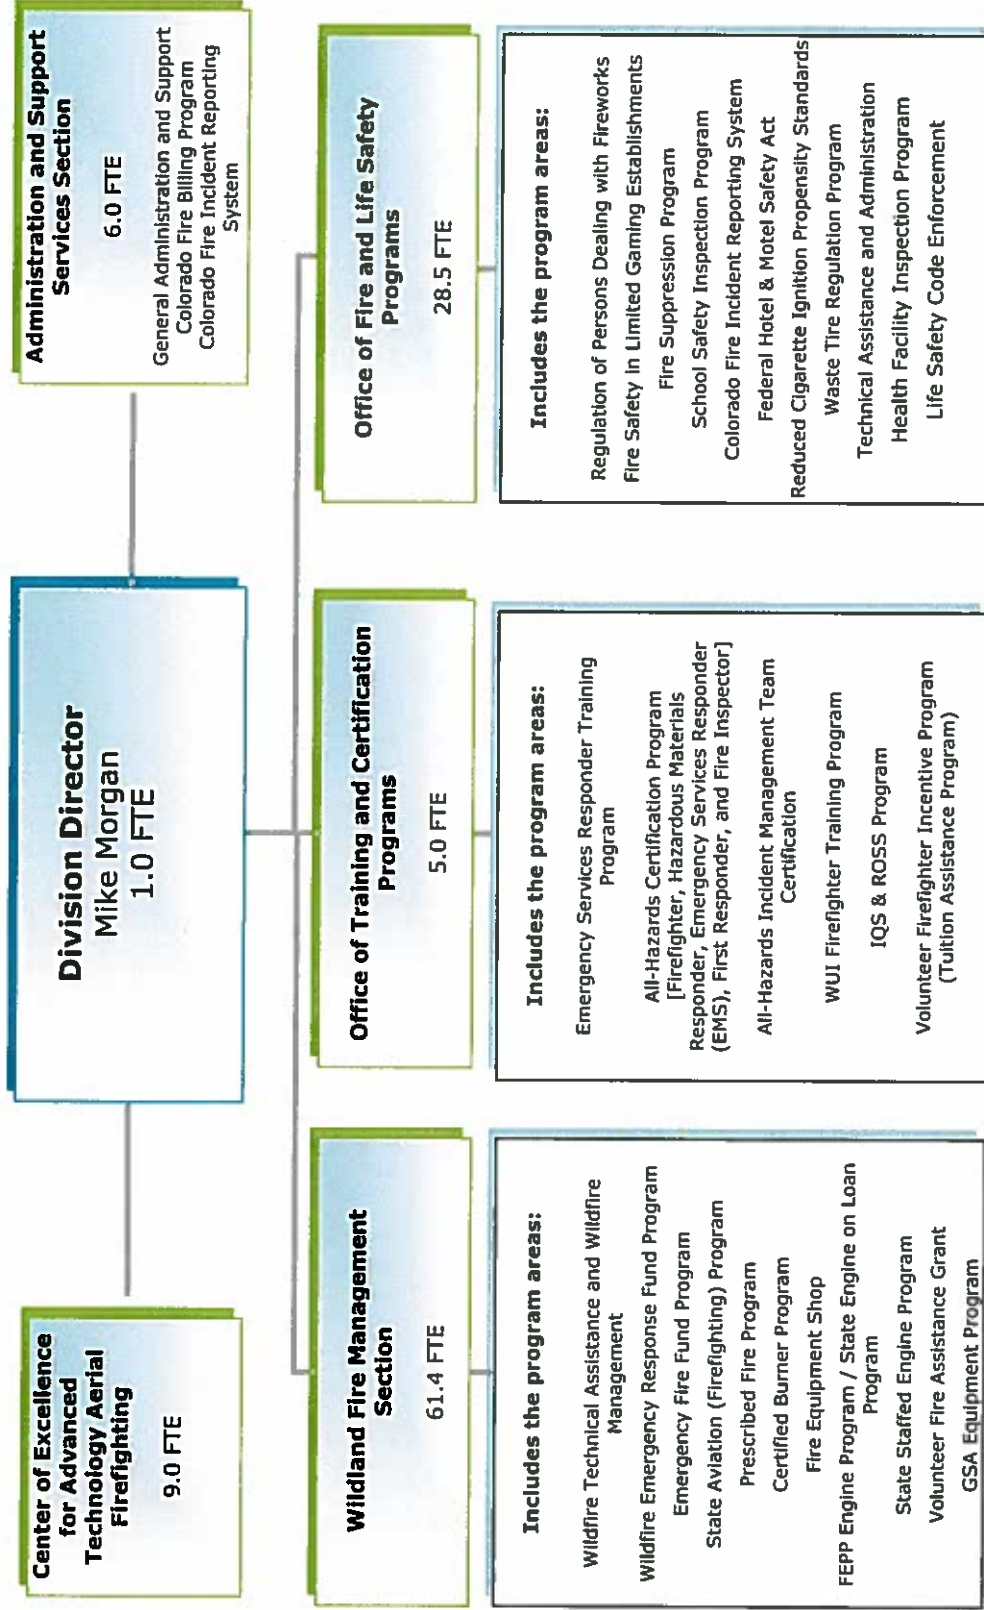 Center of Excellence
for Advanced
Technology Aerial
Firefighting
9.0 FTE
Division Director
Mike Morgan
1.0 FTE
Administration and Support
Services Section
6.0 FTE
General Administration and Support
Colorado Fire Billing Program
Colorado Fire Incident Reporting
System
Wildland Fire Management
Section
61.4 FTE
Includes the program areas:
Wildfire Technical Assistance and Wildfire
Management
Wildfire Emergency Response Fund Program
Emergency Fire Fund Program
State Aviation (Firefighting) Program
Prescribed Fire Program
Certified Burner Program
Fire Equipment Shop
FEPP Engine Program / State Engine on Loan
Program
State Staffed Engine Program
Volunteer Fire Assistance Grant
GSA Equipment Program
Office of Training and Certification
Programs
5.0 FTE
Includes the program areas:
Emergency Services Responder Training
Program
All-Hazards Certification Program
[Firefighter, Hazardous Materials
Responder, Emergency Services Responder
(EMS), First Responder, and Fire Inspector]
All-Hazards Incident Management Team
Certification
WUI Firefighter Training Program
IQS & ROSS Program
Volunteer Firefighter Incentive Program
(Tuition Assistance Program)
Office of Fire and Life Safety
Programs
28.5 FTE
Includes the program areas:
Regulation of Persons Dealing with Fireworks
Fire Safety in Limited Gaming Establishments
Fire Suppression Program
School Safety Inspection Program
Colorado Fire Incident Reporting System
Federal Hotel & Motel Safety Act
Reduced Cigarette Ignition Propensity Standards
Waste Tire Regulation Program
Technical Assistance and Administration
Health Facility Inspection Program
Life Safety Code Enforcement